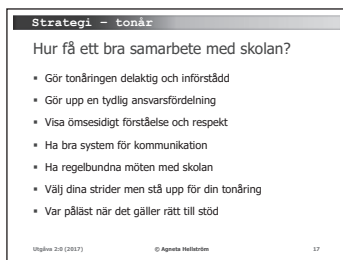 Strategi – tonår
Hur få ett bra samarbete med skolan?
▪ Gör tonåringen delaktig och införstådd
▪ Gör upp en tydlig ansvarsfördelning
▪ Visa ömsesidigt förståelse och respekt
▪ Ha bra system för kommunikation
▪ Ha regelbundna möten med skolan
▪ Välj dina strider men stå upp för din tonåring
▪ Var påläst när det gäller rätt till stöd
Utgåva 2:0 (2017) © Agneta Hellström 17